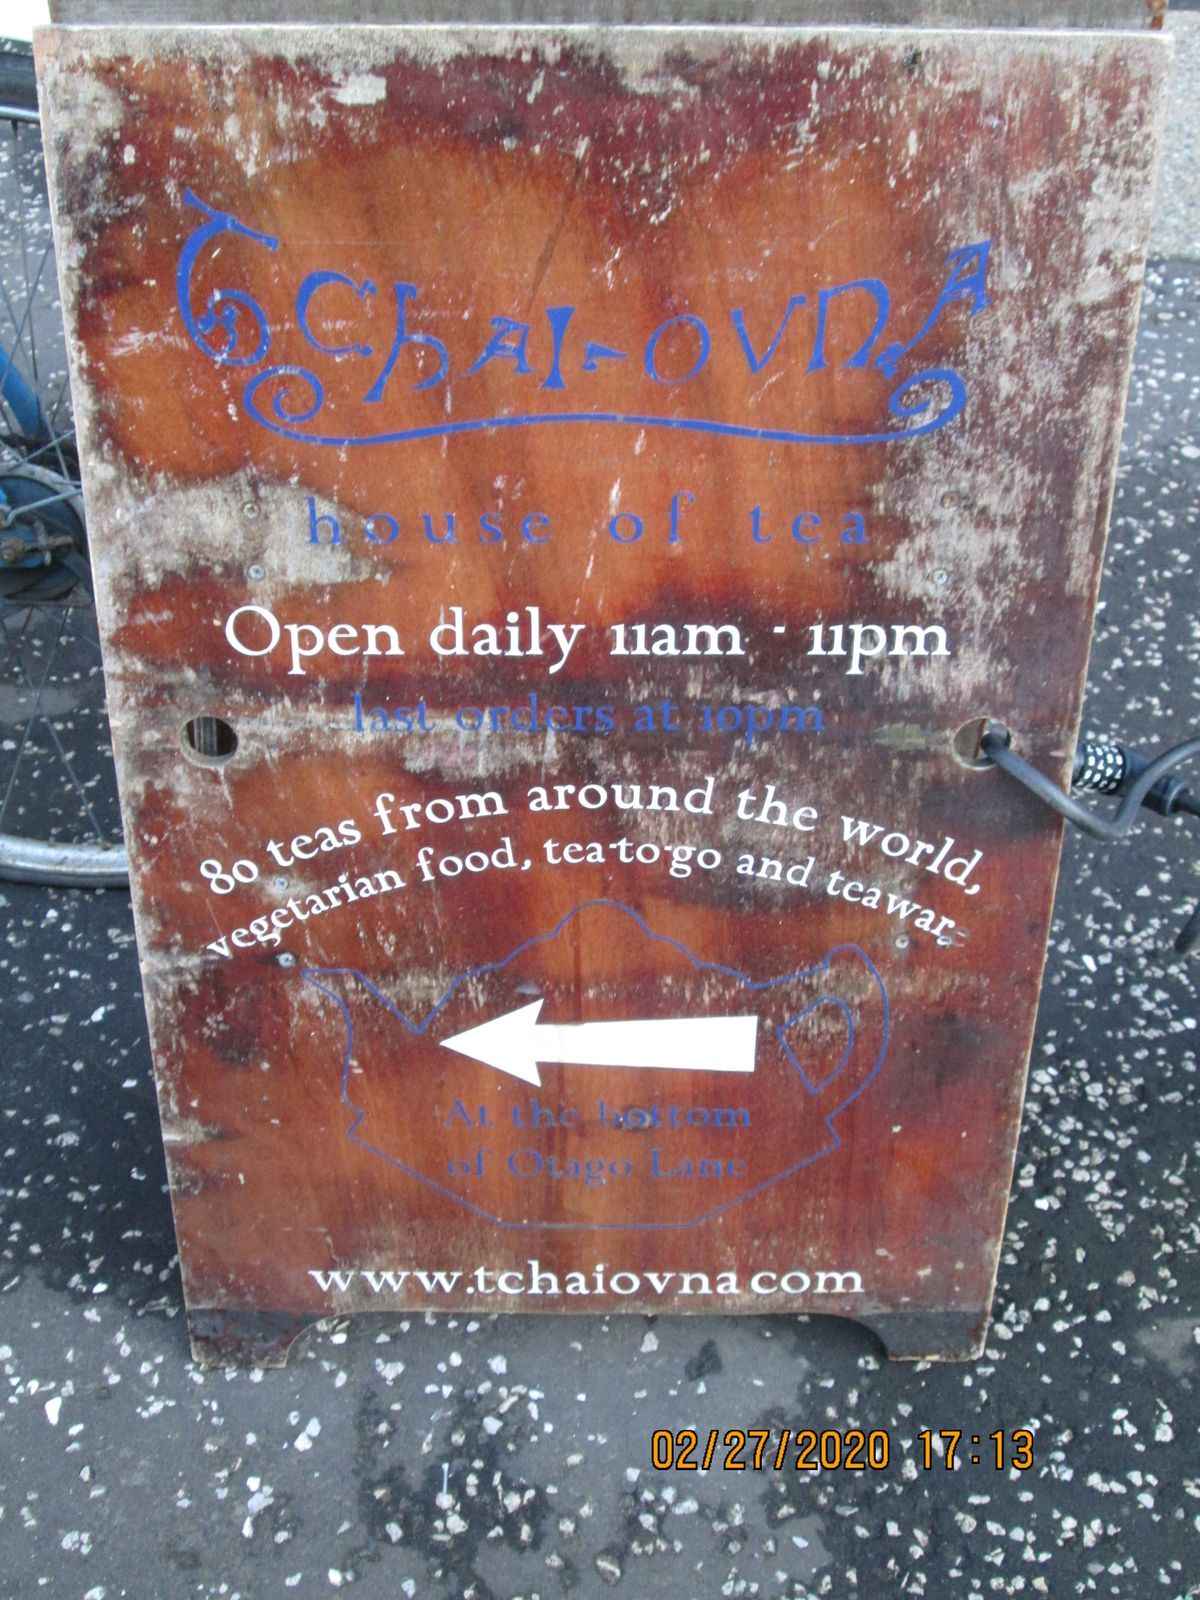 Tchai-ovna
house of tea
Open daily 11am - 11pm
last orders at 10pm
80 teas from around the world,
vegetarian food, tea-to-go and teaware
At the bottom
of Otago Lane
www.tchaiovna.com
02/27/2020 17:13